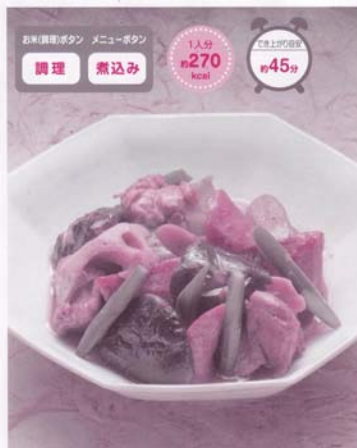 お米(調理)ボタン メニューボタン
調理 煮込み
1人分
約270
kcal
でき上がり目安
約45分